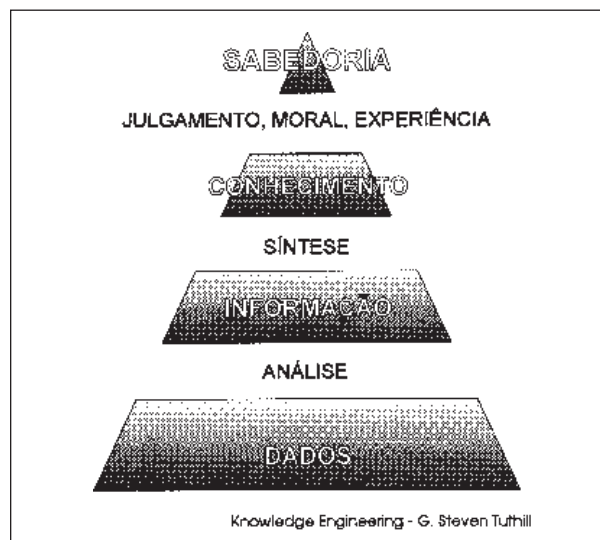 SABEDORIA
JULGAMENTO, MORAL, EXPERIÊNCIA
CONHECIMENTO
SÍNTESE
INFORMAÇÃO
ANÁLISE
DADOS
Knowledge Engineering - G. Steven Tuthill